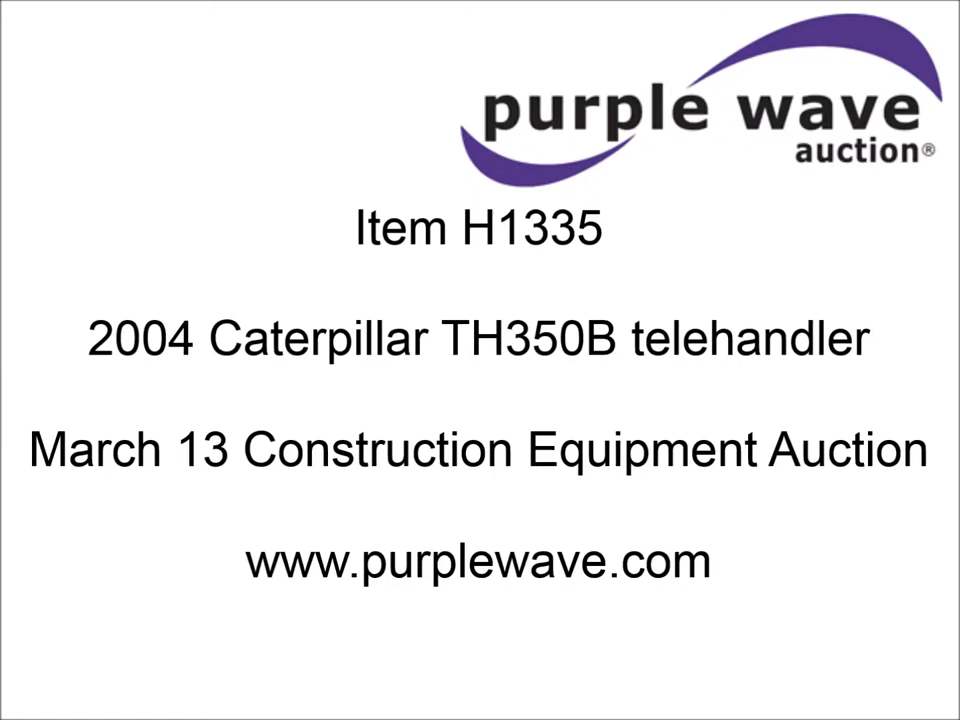 purple wave
auction®
Item H1335
2004 Caterpillar TH350B telehandler
March 13 Construction Equipment Auction
www.purplewave.com